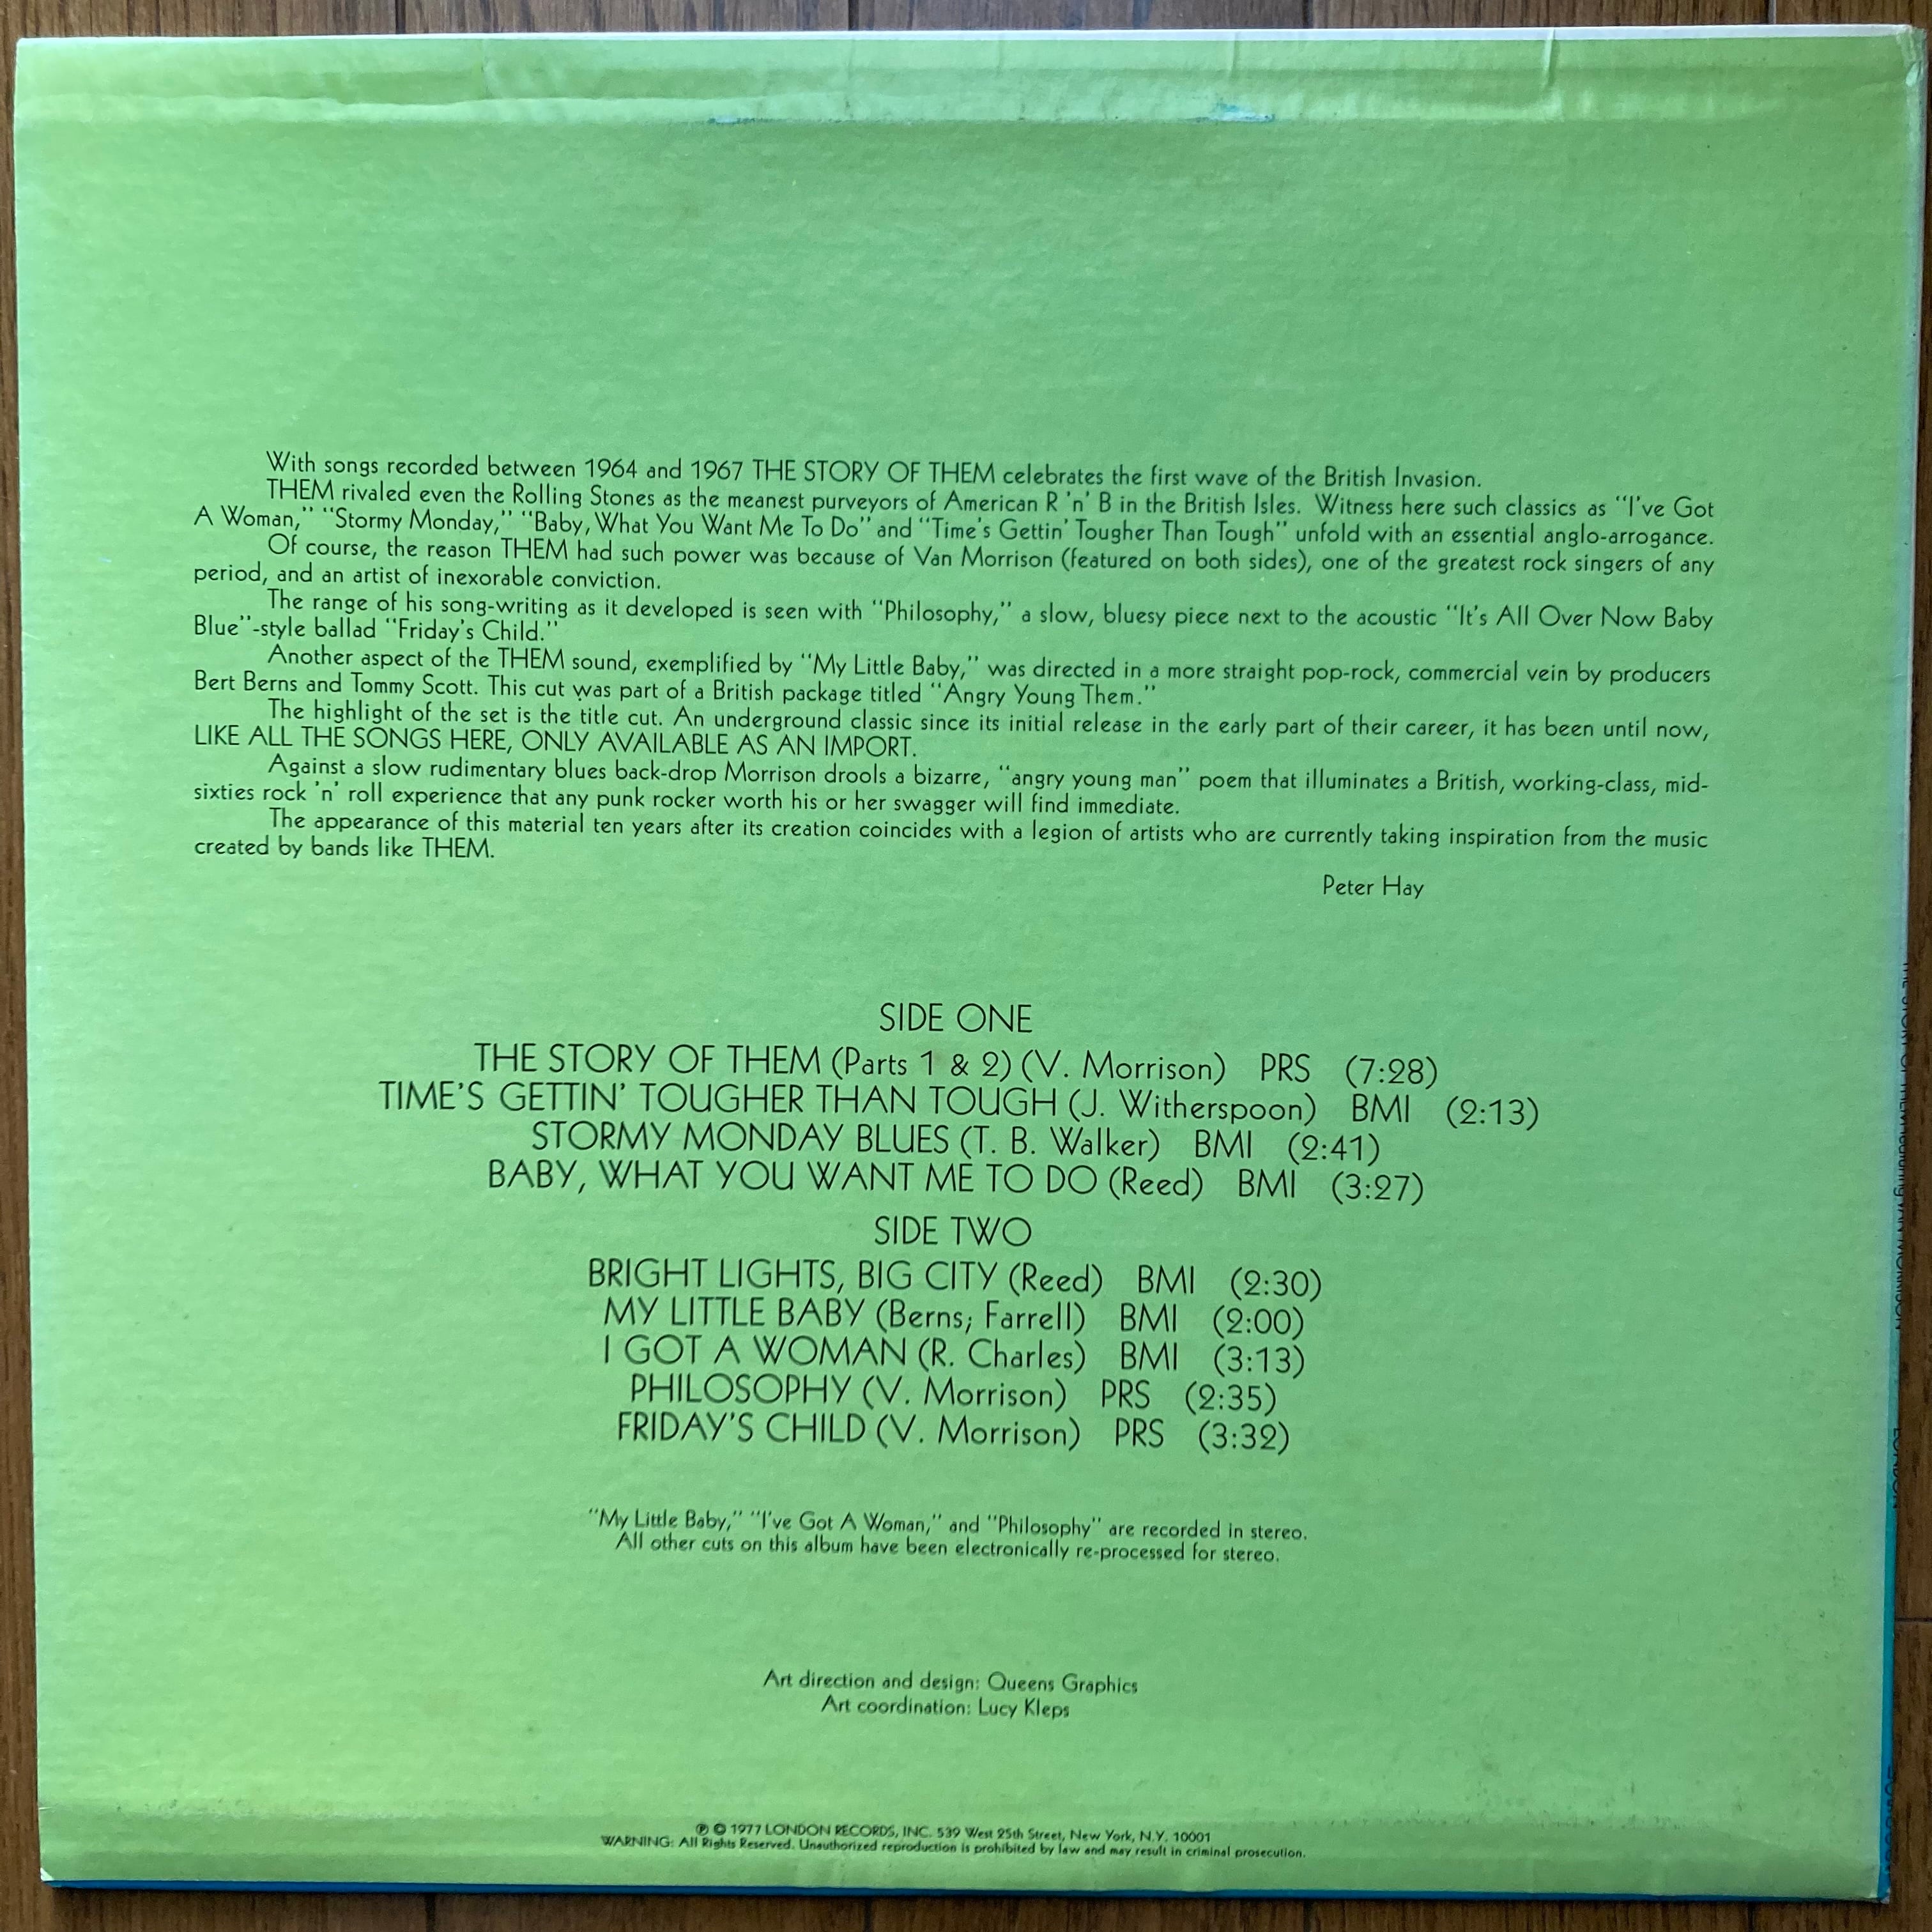 With songs recorded between 1964 and 1967 THE STORY OF THEM celebrates the first wave of the British Invasion.
THEM rivaled even the Rolling Stones as the meanest purveyors of American R 'n' B in the British Isles. Witness here such classics as "I've Got
A Woman," "Stormy Monday," "Baby, What You Want Me To Do" and "Time's Gettin' Tougher Than Tough" unfold with an essential anglo-arrogance.
Of course, the reason THEM had such power was because of Van Morrison (featured on both sides), one of the greatest rock singers of any
period, and an artist of inexorable conviction.
The range of his song-writing as it developed is seen with "Philosophy," a slow, bluesy piece next to the acoustic "It's All Over Now Baby
Blue"-style ballad "Friday's Child."
Another aspect of the THEM sound, exemplified by "My Little Baby," was directed in a more straight pop-rock, commercial vein by producers
Bert Berns and Tommy Scott. This cut was part of a British package titled "Angry Young Them."
The highlight of the set is the title cut. An underground classic since its initial release in the early part of their career, it has been until now,
LIKE ALL THE SONGS HERE, ONLY AVAILABLE AS AN IMPORT.
Against a slow rudimentary blues back-drop Morrison drools a bizarre, "angry young man" poem that illuminates a British, working-class, mid-
sixties rock 'n' roll experience that any punk rocker worth his or her swagger will find immediate.
The appearance of this material ten years after its creation coincides with a legion of artists who are currently taking inspiration from the music
created by bands like THEM.
Peter Hay
SIDE ONE
THE STORY OF THEM (Parts 1 & 2) (V. Morrison) PRS (7:28)
TIME'S GETTIN' TOUGHER THAN TOUGH (J. Witherspoon) BMI (2:13)
STORMY MONDAY BLUES (T. B. Walker) BMI (2:41)
BABY, WHAT YOU WANT ME TO DO (Reed) BMI (3:27)
SIDE TWO
BRIGHT LIGHTS, BIG CITY (Reed) BMI (2:30)
MY LITTLE BABY (Berns; Farrell) BMI (2:00)
I GOT A WOMAN (R. Charles) BMI (3:13)
PHILOSOPHY (V. Morrison) PRS (2:35)
FRIDAY'S CHILD (V. Morrison) PRS (3:32)
"My Little Baby," "I've Got A Woman," and "Philosophy" are recorded in stereo.
All other cuts on this album have been electronically re-processed for stereo.
Art direction and design: Queens Graphics
Art coordination: Lucy Kleps
℗ © 1977 LONDON RECORDS, INC. 539 West 25th Street, New York, N.Y. 10001
WARNING: All Rights Reserved. Unauthorized reproduction is prohibited by law and may result in criminal prosecution.